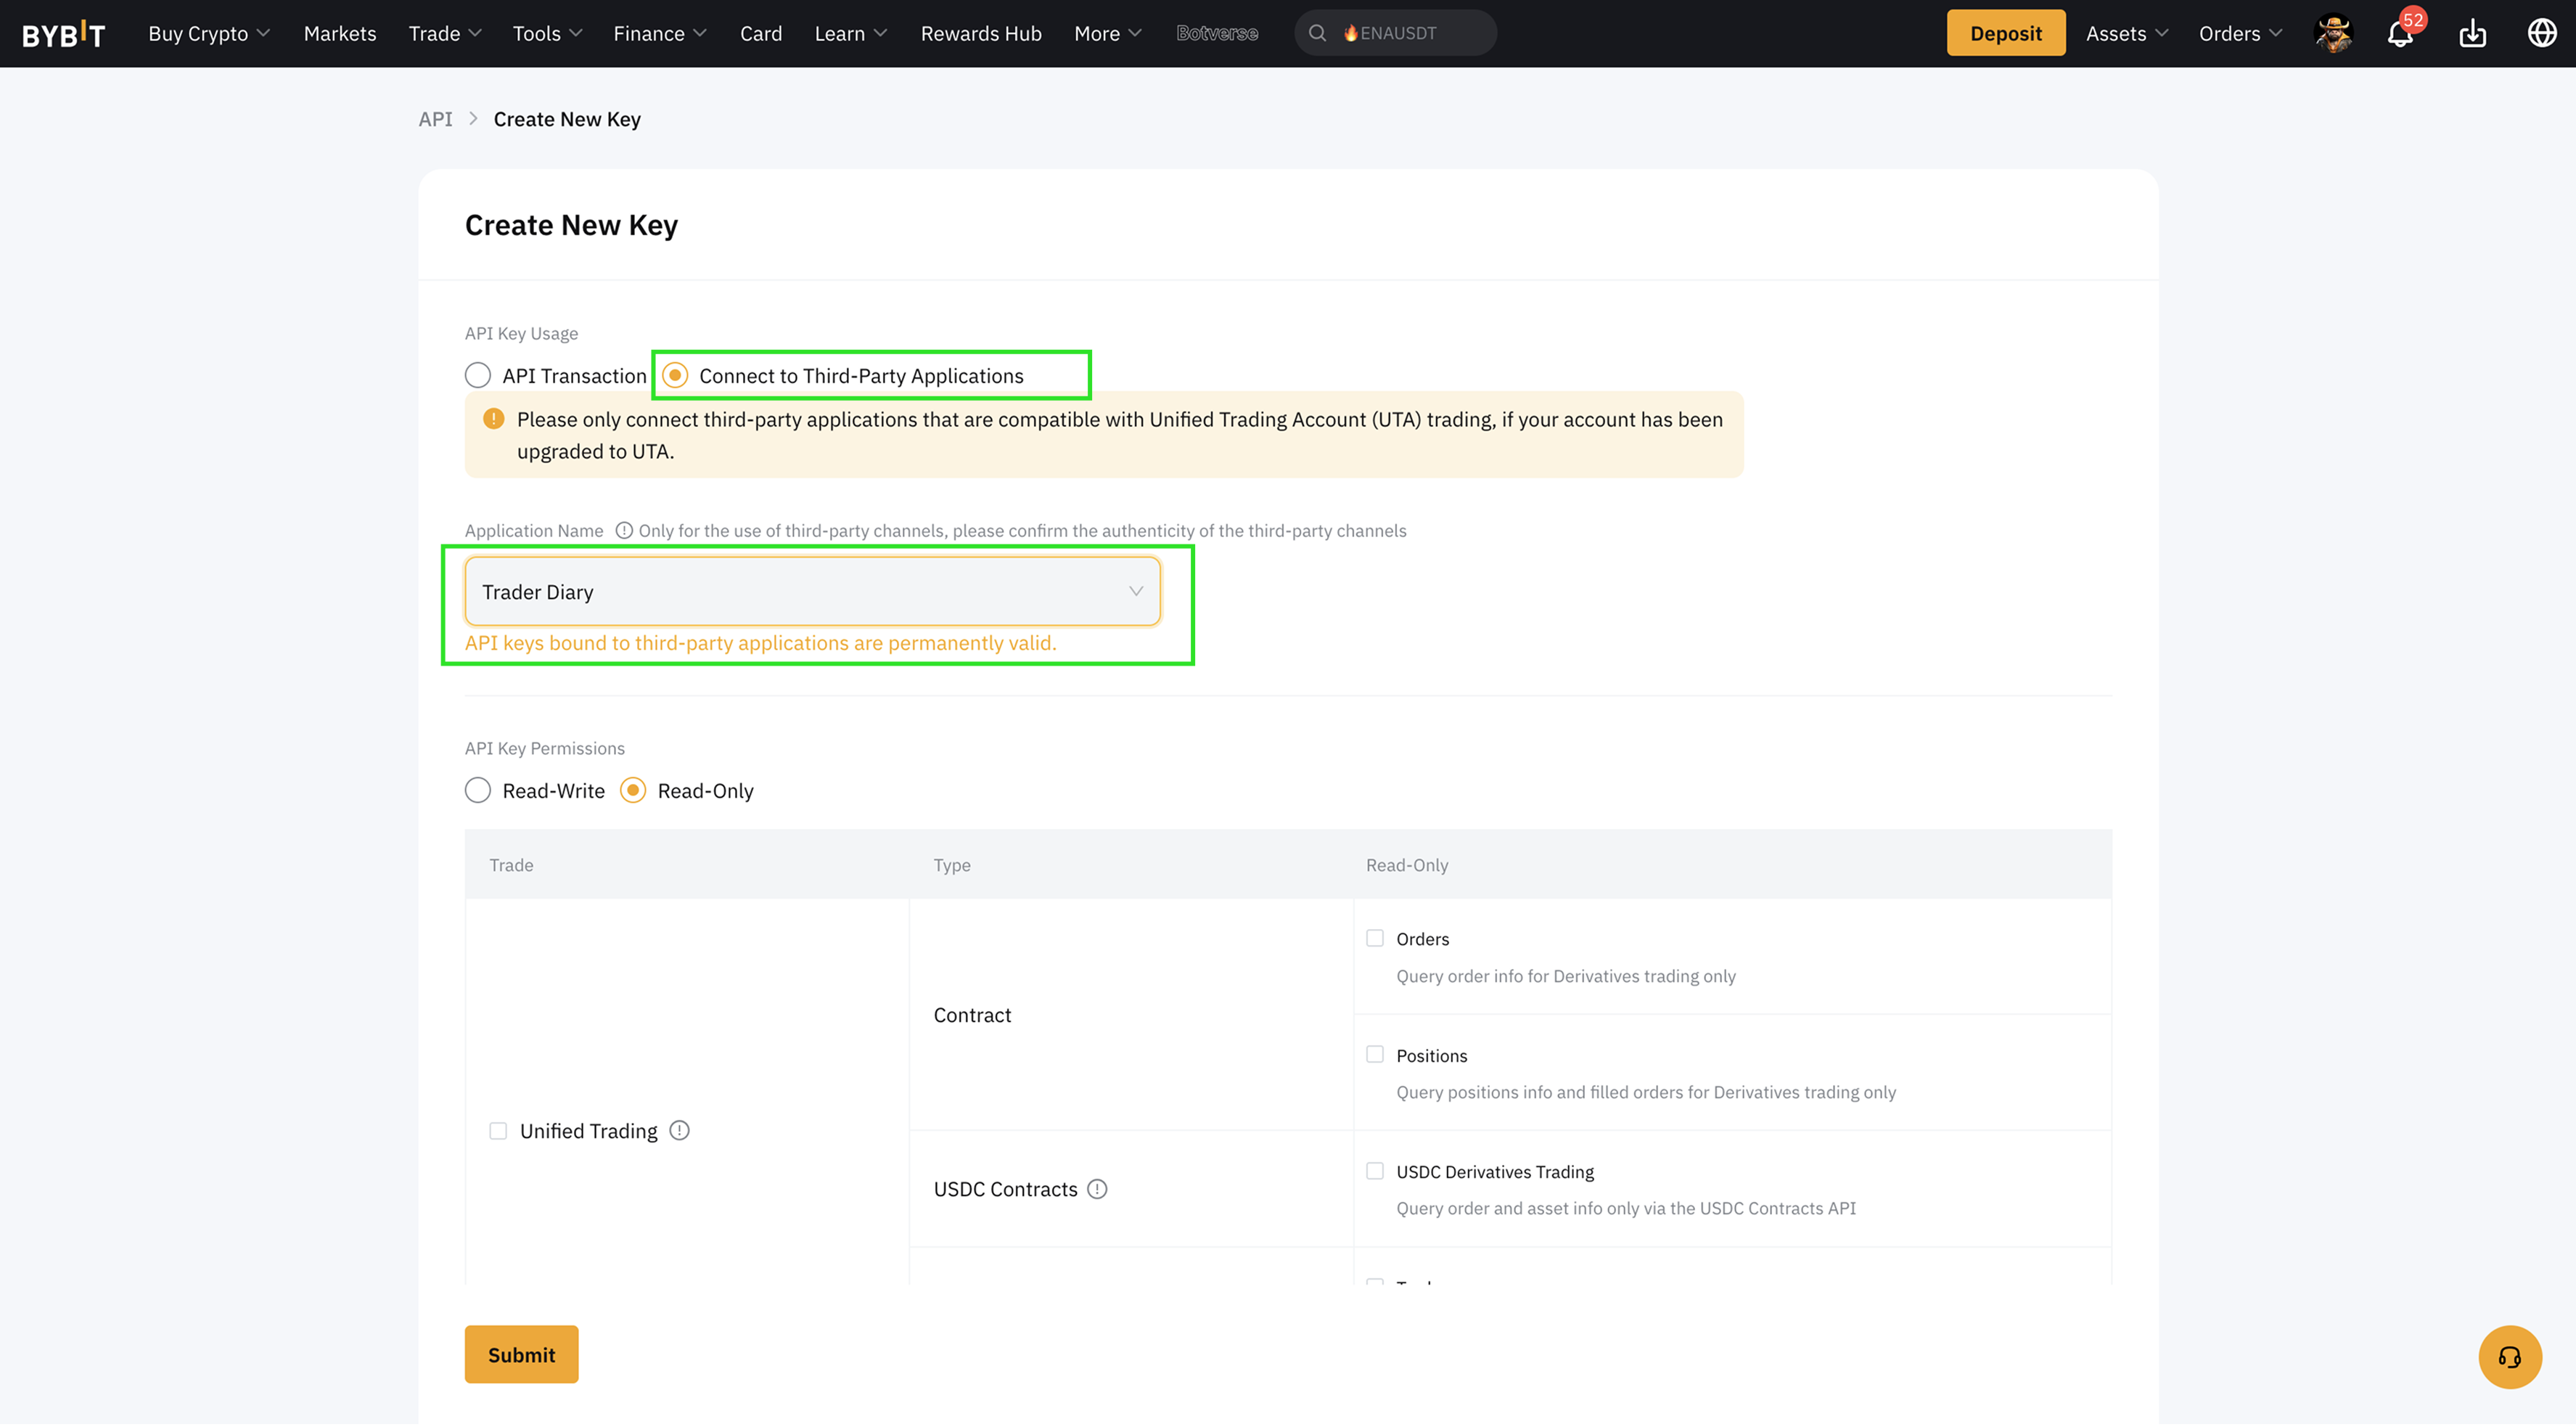 BYBIT Buy Crypto Markets Trade Tools Finance Card Learn Rewards Hub More Botverse ENAUSDT Deposit Assets Orders 52
API > Create New Key
Create New Key
API Key Usage
API Transaction Connect to Third-Party Applications
Please only connect third-party applications that are compatible with Unified Trading Account (UTA) trading, if your account has been
upgraded to UTA.
Application Name Only for the use of third-party channels, please confirm the authenticity of the third-party channels
Trader Diary
API keys bound to third-party applications are permanently valid.
API Key Permissions
Read-Write Read-Only
Trade Type Read-Only
Orders
Query order info for Derivatives trading only
Contract
Positions
Query positions info and filled orders for Derivatives trading only
Unified Trading
USDC Derivatives Trading
USDC Contracts
Query order and asset info only via the USDC Contracts API
Submit